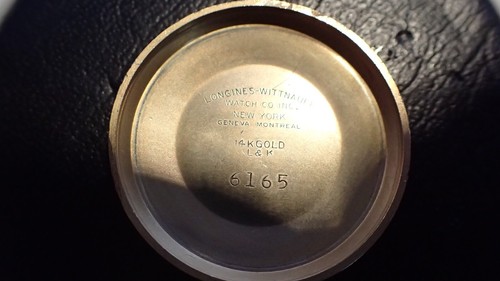 LONGINES-WITTNAUER
WATCH CO. INC.
NEW YORK
GENEVA MONTREAL
14K GOLD
L & K
6165